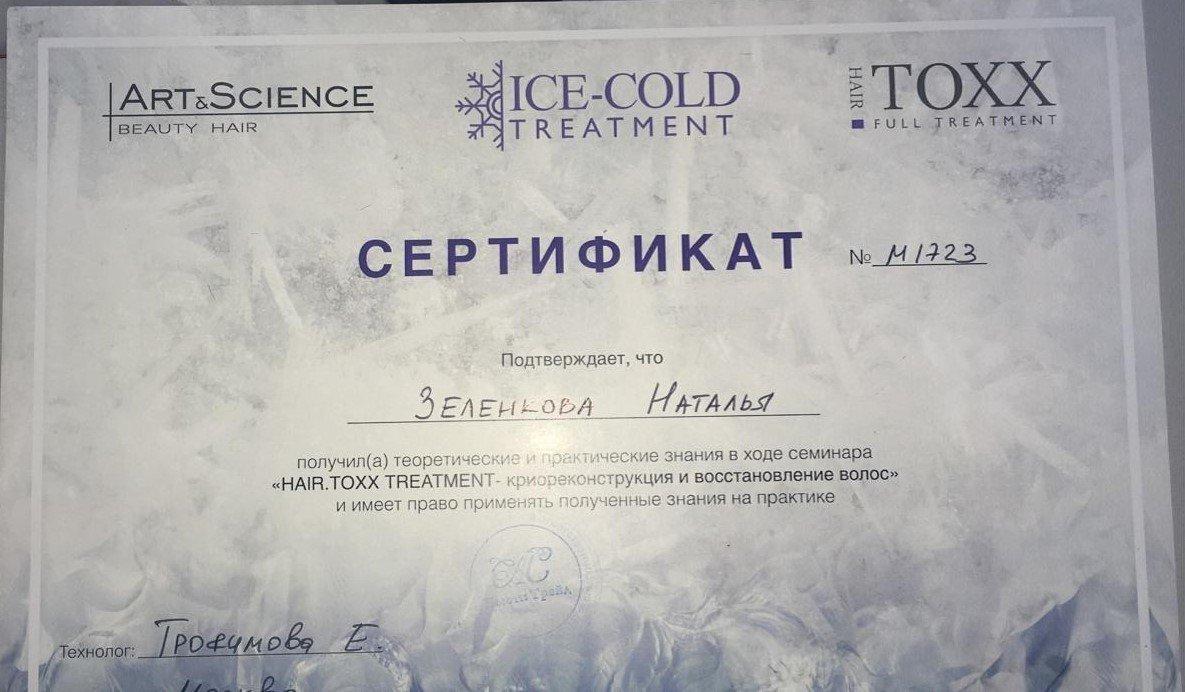 ART&SCIENCE
BEAUTY HAIR
ICE-COLD
TREATMENT
HAIR TOXX
FULL TREATMENT
СЕРТИФИКАТ
№ М1723
Подтверждает, что
Зеленкова Наталья
получил(а) теоретические и практические знания в ходе семинара
«HAIR.TOXX TREATMENT- криореконструкция и восстановление волос»
и имеет право применять полученные знания на практике
Технолог: Трофимова Е.